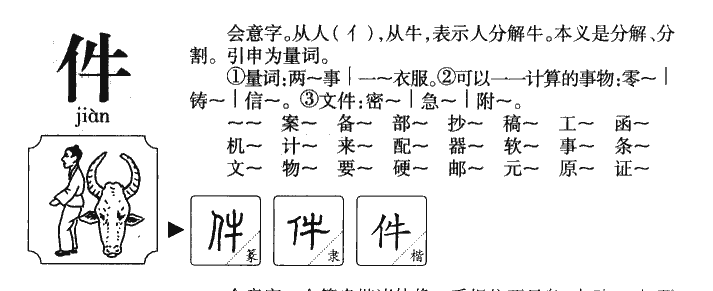 件
jiàn
会意字。从人(亻),从牛,表示人分解牛。本义是分解、分
割。引申为量词。
①量词:两～事｜一～衣服。②可以一一计算的事物:零～｜
铸～｜信～。③文件:密～｜急～｜附～。
～～ 案～ 备～ 部～ 抄～ 稿～ 工～ 函～
机～ 计～ 来～ 配～ 器～ 软～ 事～ 条～
文～ 物～ 要～ 硬～ 邮～ 元～ 原～ 证～
件 篆 件 隶 件 楷